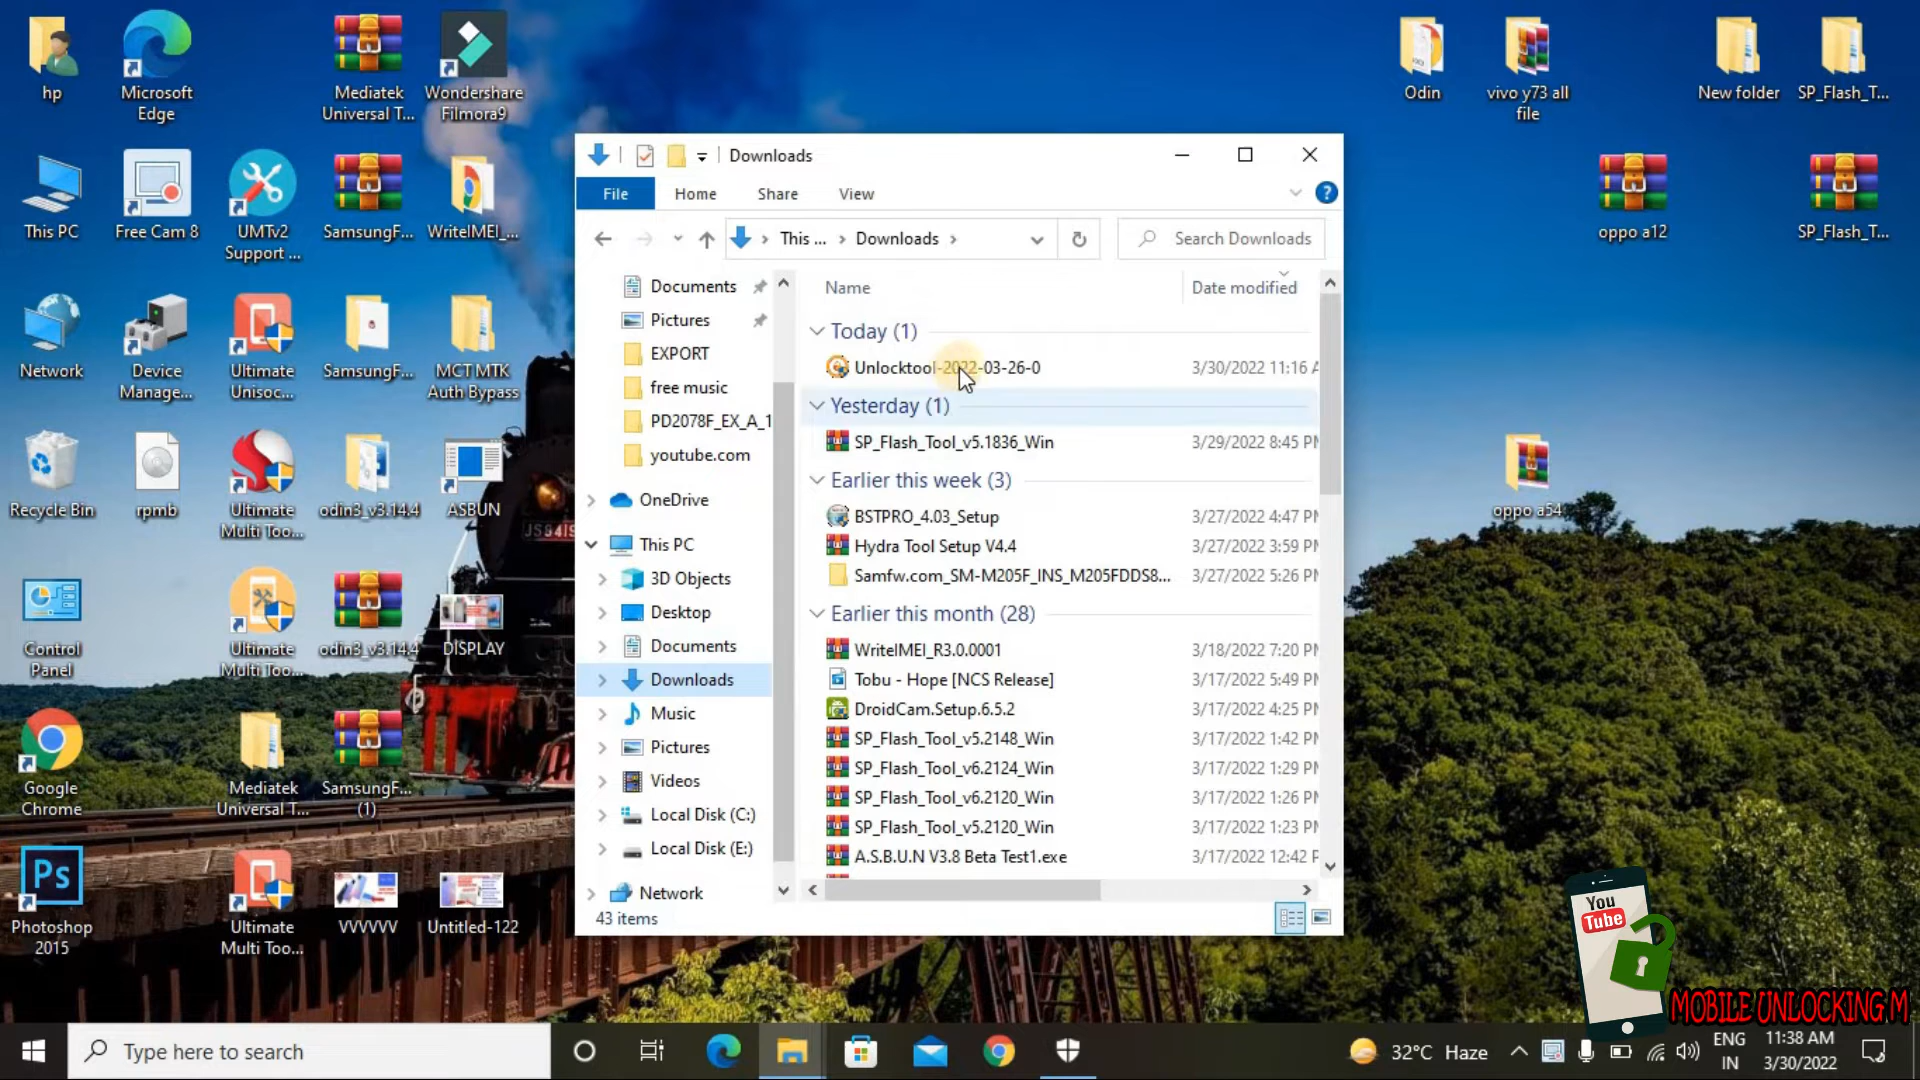 hp
Microsoft
Edge
Mediatek
Universal T...
Wondershare
Filmora9
Odin
vivo y73 all
file
New folder
SP_Flash_T...
This PC
Free Cam 8
UMTv2
Support ...
SamsungF...
WriteIMEI_...
oppo a12
SP_Flash_T...
Network
Device
Manage...
Ultimate
Unisoc...
SamsungF...
MCT MTK
Auth Bypass
Recycle Bin
rpmb
Ultimate
Multi Too...
odin3_v3.14.4
ASBUN
oppo a54
Control
Panel
Ultimate
Multi Too...
odin3_v3.14.4
DISPLAY
Google
Chrome
Mediatek
Universal T...
SamsungF...
(1)
Ps
Photoshop
2015
Ultimate
Multi Too...
VVVVVV
Untitled-122
Downloads
File
Home
Share
View
This ...
Downloads
Search Downloads
Documents
Pictures
EXPORT
free music
PD2078F_EX_A_1
youtube.com
OneDrive
This PC
3D Objects
Desktop
Documents
Downloads
Music
Pictures
Videos
Local Disk (C:)
Local Disk (E:)
Network
Name
Date modified
Today (1)
Unlocktool-2022-03-26-0 3/30/2022 11:16 A
Yesterday (1)
SP_Flash_Tool_v5.1836_Win 3/29/2022 8:45 PM
Earlier this week (3)
BSTPRO_4.03_Setup 3/27/2022 4:47 PM
Hydra Tool Setup V4.4 3/27/2022 3:59 PM
Samfw.com_SM-M205F_INS_M205FDDS8... 3/27/2022 5:26 PM
Earlier this month (28)
WriteIMEI_R3.0.0001 3/18/2022 7:20 PM
Tobu - Hope [NCS Release] 3/17/2022 5:49 PM
DroidCam.Setup.6.5.2 3/17/2022 4:25 PM
SP_Flash_Tool_v5.2148_Win 3/17/2022 1:42 PM
SP_Flash_Tool_v6.2124_Win 3/17/2022 1:29 PM
SP_Flash_Tool_v6.2120_Win 3/17/2022 1:26 PM
SP_Flash_Tool_v5.2120_Win 3/17/2022 1:23 PM
A.S.B.U.N V3.8 Beta Test1.exe 3/17/2022 12:42 P
43 items
You
Tube
MOBILE UNLOCKING M
Type here to search
32°C Haze
ENG
IN
11:38 AM
3/30/2022